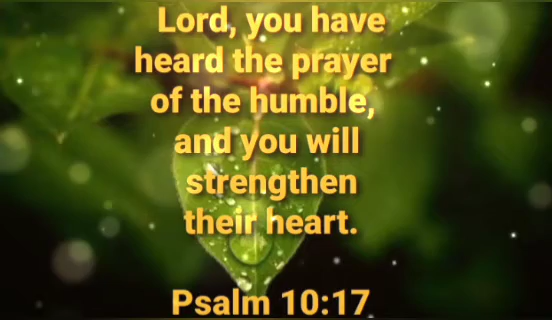 Lord, you have
heard the prayer
of the humble,
and you will
strengthen
their heart.
Psalm 10:17